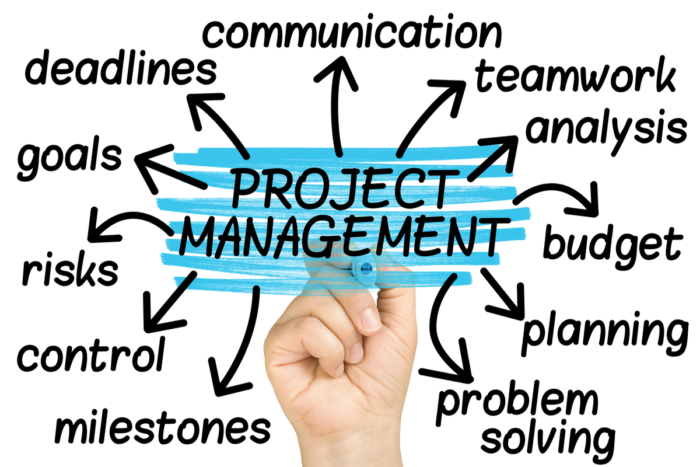 communication
deadlines
teamwork
analysis
goals
PROJECT
MANAGEMENT
budget
risks
planning
control
problem
solving
milestones